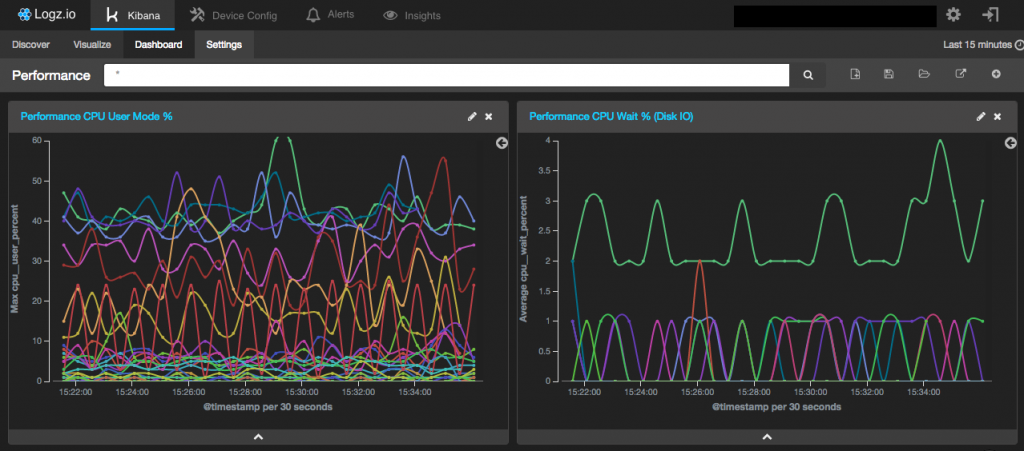 Logz.io Kibana Device Config Alerts Insights
Discover Visualize Dashboard Settings Last 15 minutes
Performance *
Performance CPU User Mode %
Performance CPU Wait % (Disk IO)
Max cpu__user_percent
60
50
40
30
20
10
0
15:22:00 15:24:00 15:26:00 15:28:00 15:30:00 15:32:00 15:34:00
@timestamp per 30 seconds
Average cpu__wait_percent
4
3.5
3
2.5
2
1.5
1
0.5
0
15:22:00 15:24:00 15:26:00 15:28:00 15:30:00 15:32:00 15:34:00
@timestamp per 30 seconds